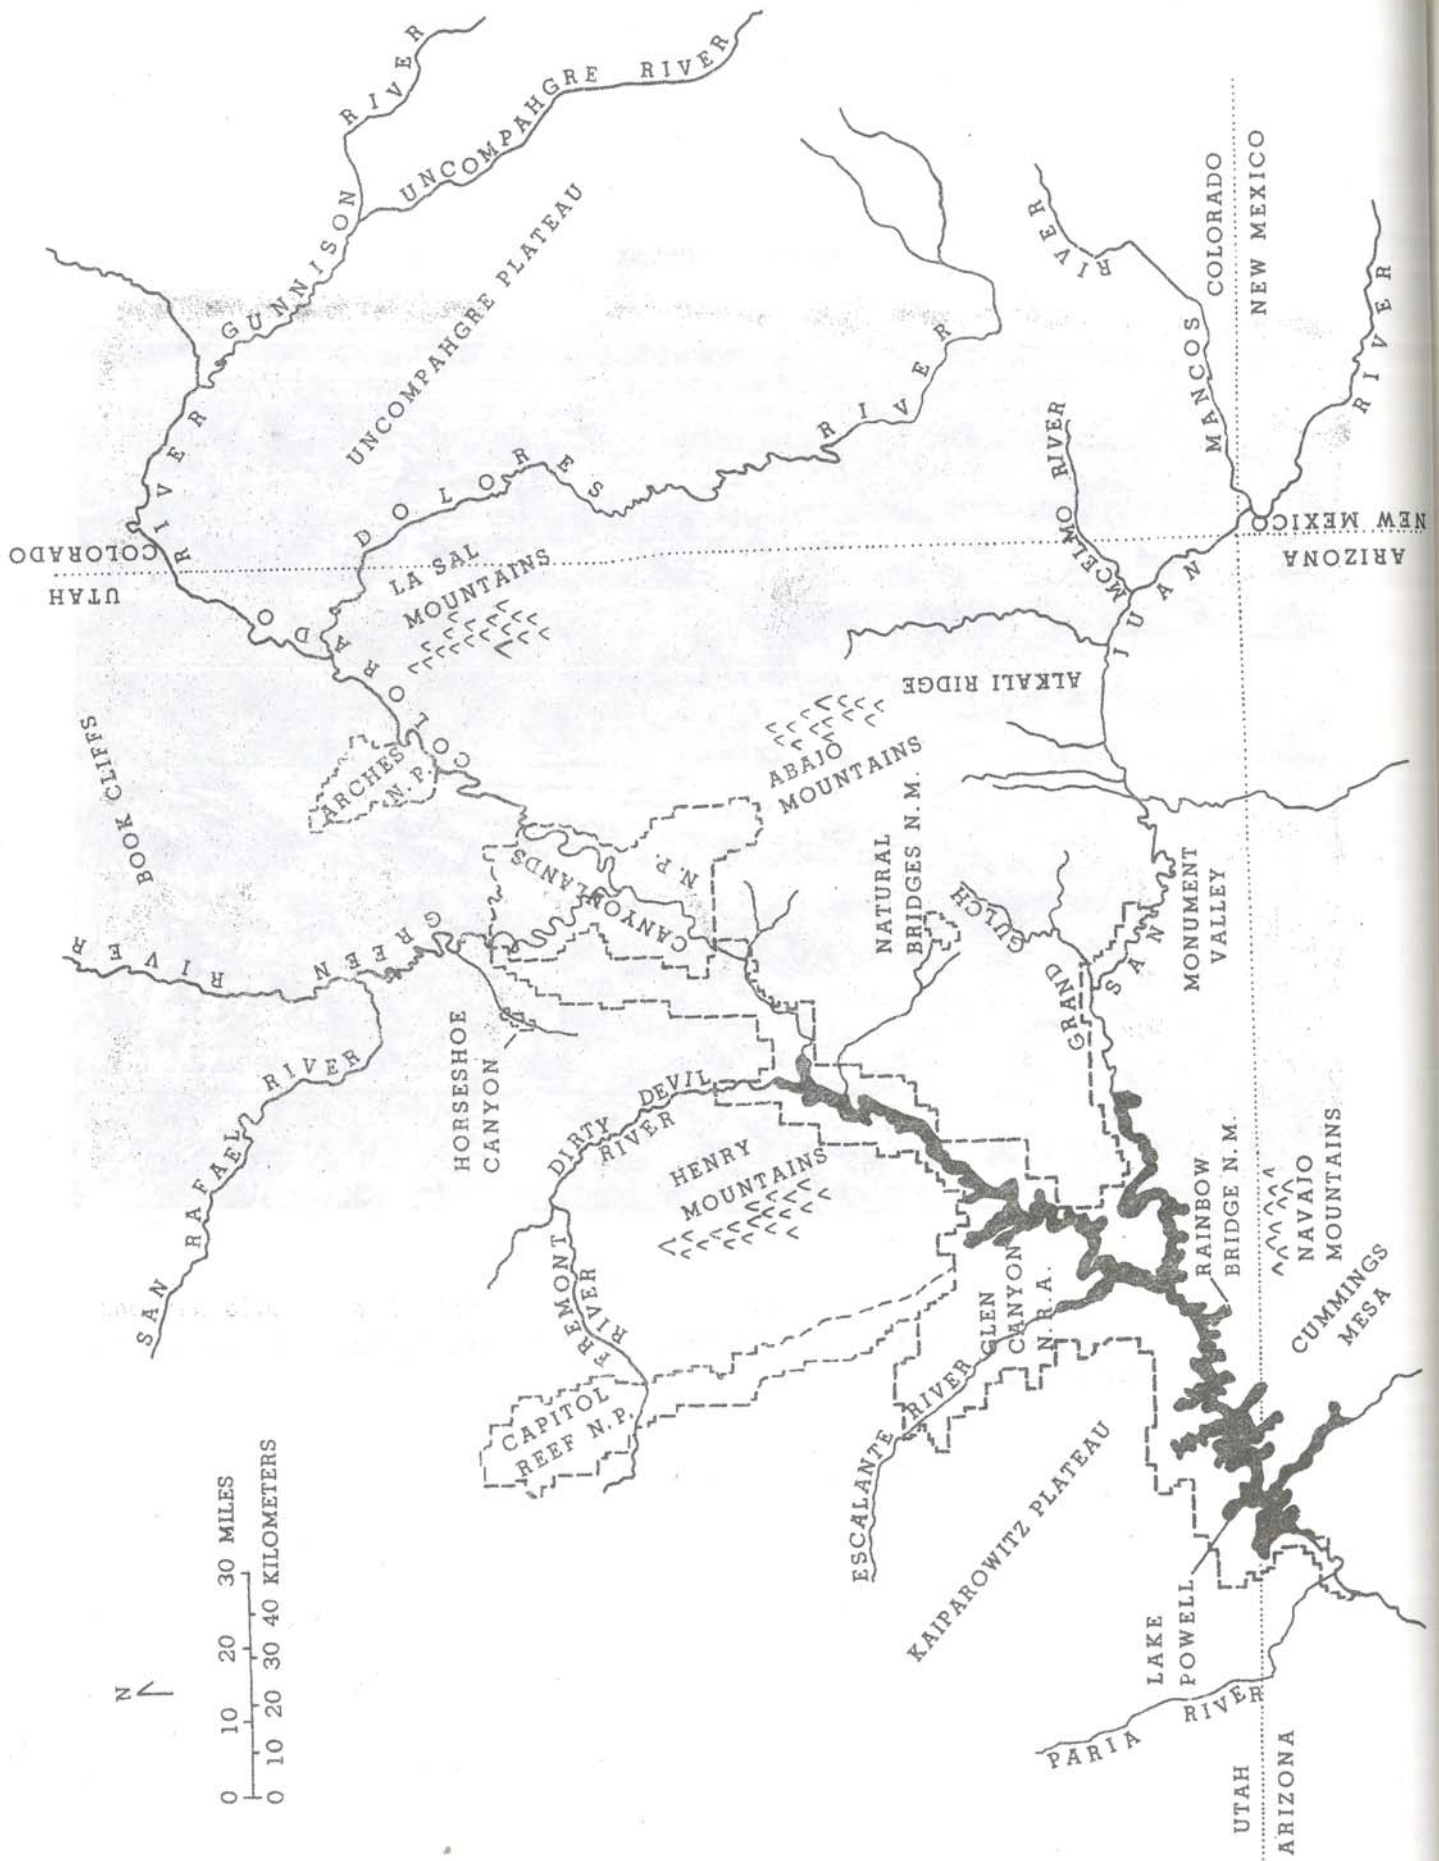 N
0 10 20 30 MILES
0 10 20 30 40 KILOMETERS
SAN RAFAEL RIVER
GREEN RIVER
BOOK CLIFFS
UTAH
COLORADO
COLORADO RIVER
GUNNISON RIVER
UNCOMPAHGRE RIVER
UNCOMPAHGRE PLATEAU
DOLORES RIVER
LA SAL
MOUNTAINS
ARCHES
N.P.
CANYONLANDS
N.P.
HORSESHOE
CANYON
DIRTY DEVIL
RIVER
FREMONT
RIVER
CAPITOL
REEF N.P.
HENRY
MOUNTAINS
ABAJO
MOUNTAINS
ALKALI RIDGE
NATURAL
BRIDGES N.M.
GRAND GULCH
MCELMO RIVER
MANCOS RIVER
COLORADO
NEW MEXICO
SAN JUAN RIVER
NEW MEXICO
ARIZONA
MONUMENT
VALLEY
ESCALANTE RIVER
GLEN
CANYON
N.R.A.
KAIPAROWITZ PLATEAU
RAINBOW
BRIDGE N.M.
NAVAJO
MOUNTAINS
CUMMINGS
MESA
LAKE
POWELL
PARIA RIVER
UTAH
ARIZONA